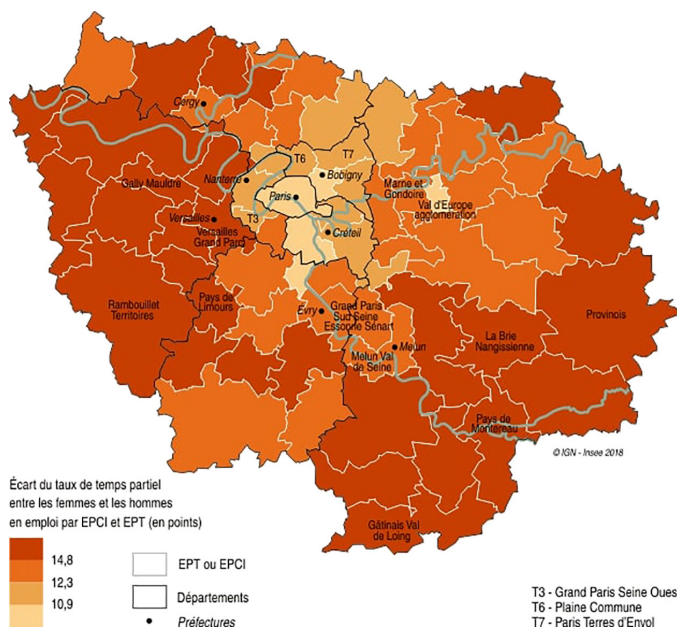 Cergy
T6
T7
Nanterre
Bobigny
Gally Mauldre
Marne et
Gondoire
Paris
Val d'Europe
agglomération
Versailles
T3
Versailles
Grand Parc
Créteil
Rambouillet
Territoires
Pays de
Limours
Evry
Grand Paris
Sud Seine
Essonne Sénart
Provinois
La Brie
Nangissienne
Melun
Melun Val
de Seine
Pays de
Montereau
© IGN - Insee 2018
Gâtinais Val
de Loing
Écart du taux de temps partiel
entre les femmes et les hommes
en emploi par EPCI et EPT (en points)
14,8
12,3
10,9
EPT ou EPCI
Départements
Préfectures
T3 - Grand Paris Seine Oues
T6 - Plaine Commune
T7 - Paris Terres d'Envol